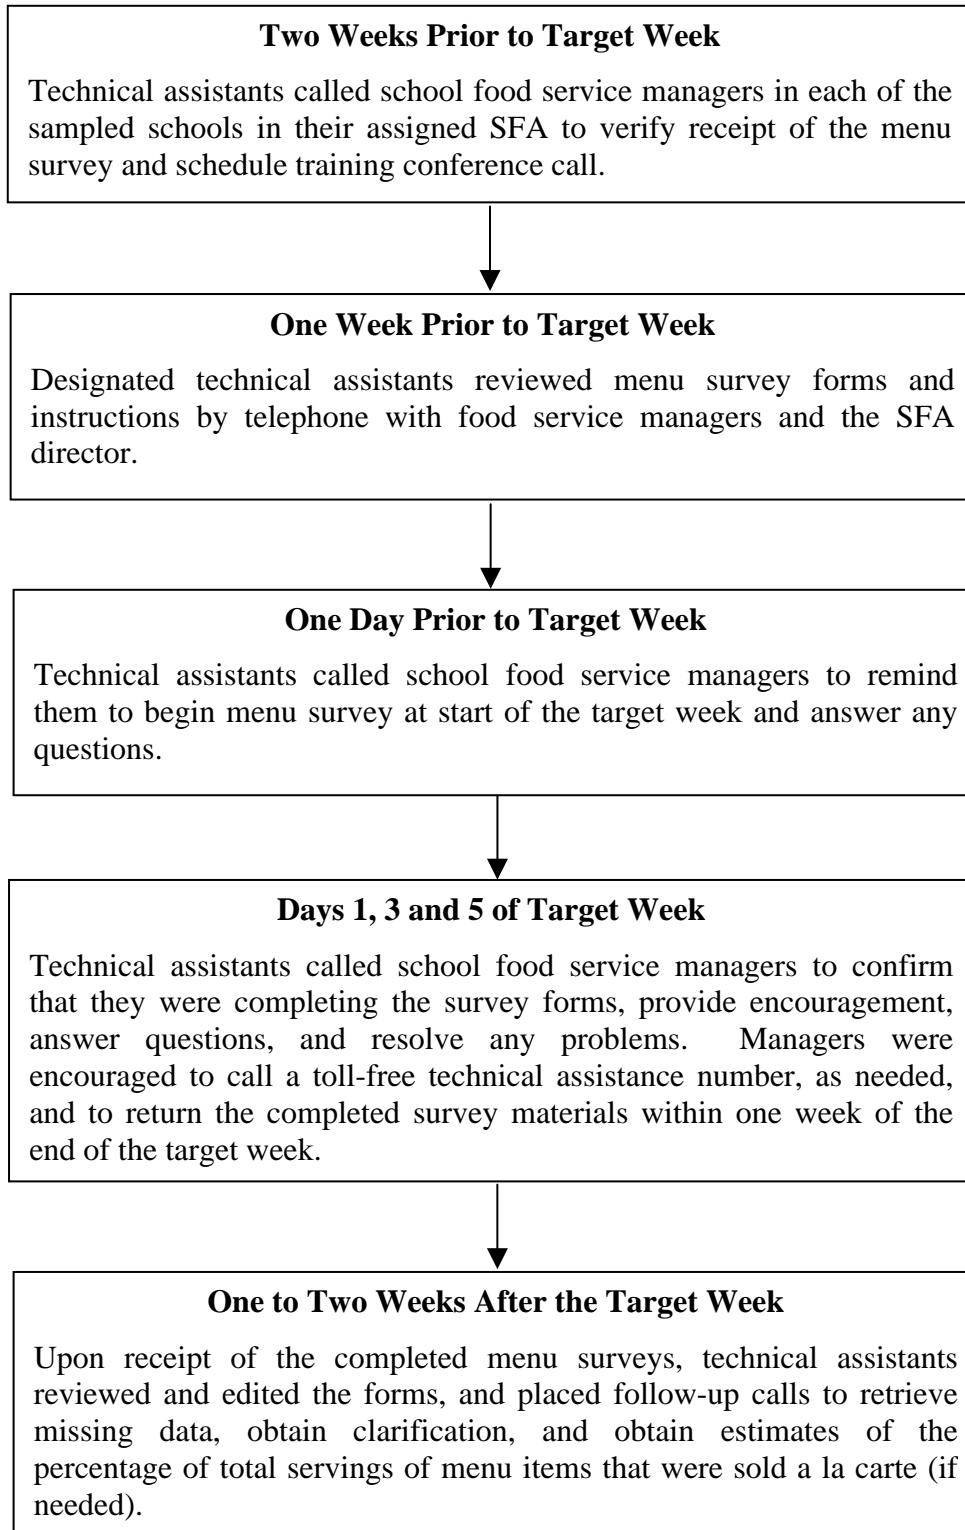 Two Weeks Prior to Target Week
Technical assistants called school food service managers in each of the
sampled schools in their assigned SFA to verify receipt of the menu
survey and schedule training conference call.
One Week Prior to Target Week
Designated technical assistants reviewed menu survey forms and
instructions by telephone with food service managers and the SFA
director.
One Day Prior to Target Week
Technical assistants called school food service managers to remind
them to begin menu survey at start of the target week and answer any
questions.
Days 1, 3 and 5 of Target Week
Technical assistants called school food service managers to confirm
that they were completing the survey forms, provide encouragement,
answer questions, and resolve any problems. Managers were
encouraged to call a toll-free technical assistance number, as needed,
and to return the completed survey materials within one week of the
end of the target week.
One to Two Weeks After the Target Week
Upon receipt of the completed menu surveys, technical assistants
reviewed and edited the forms, and placed follow-up calls to retrieve
missing data, obtain clarification, and obtain estimates of the
percentage of total servings of menu items that were sold a la carte (if
needed).